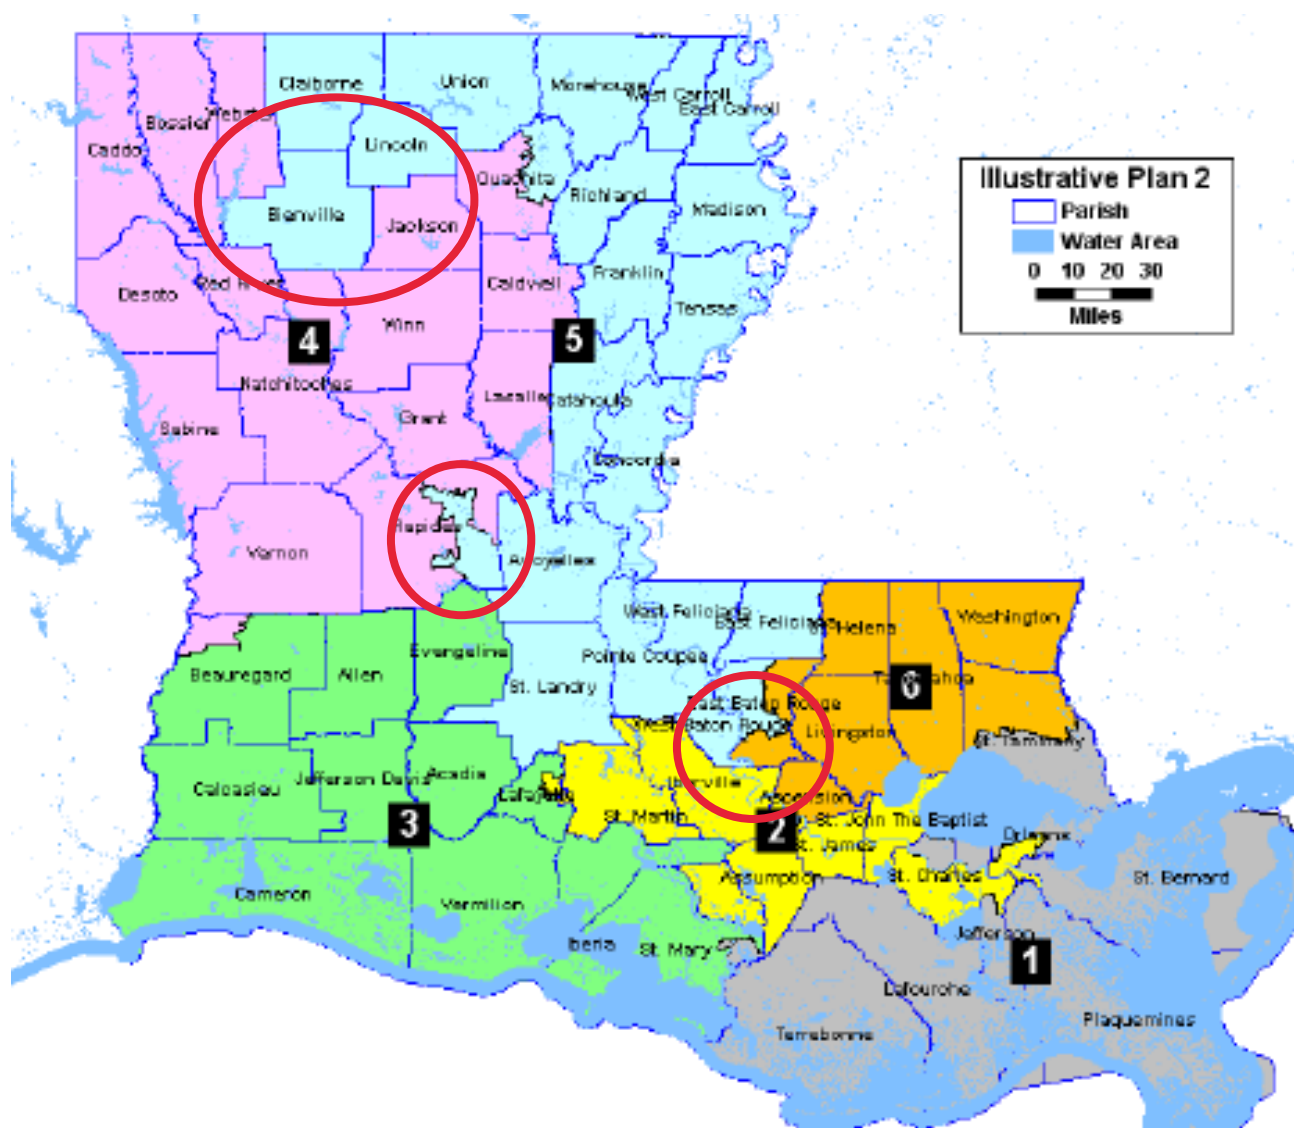 Claiborne
Union
Morehouse
West Carroll
East Carroll
Webster
Bossier
Caddo
Lincoln
Ouachita
Richland
Madison
Bienville
Jackson
Illustrative Plan 2
Parish
Water Area
0 10 20 30
Miles
Desoto
Red River
Caldwell
Franklin
Tensas
Winn
4
5
Natchitoches
Lasalle
Catahoula
Sabine
Grant
Concordia
Rapides
Vernon
Avoyelles
West Feliciana
East Feliciana
St. Helena
Washington
Evangeline
Pointe Coupee
Beauregard
Allen
St. Landry
Tangipahoa
6
East Baton Rouge
West Baton Rouge
Livingston
St. Tammany
Calcasieu
Jefferson Davis
Acadia
Lafayette
Iberville
Ascension
St. Martin
3
2
St. John The Baptist
St. James
Orleans
Assumption
St. Charles
St. Bernard
Cameron
Vermilion
Iberia
St. Mary
Jefferson
1
Lafourche
Terrebonne
Plaquemines